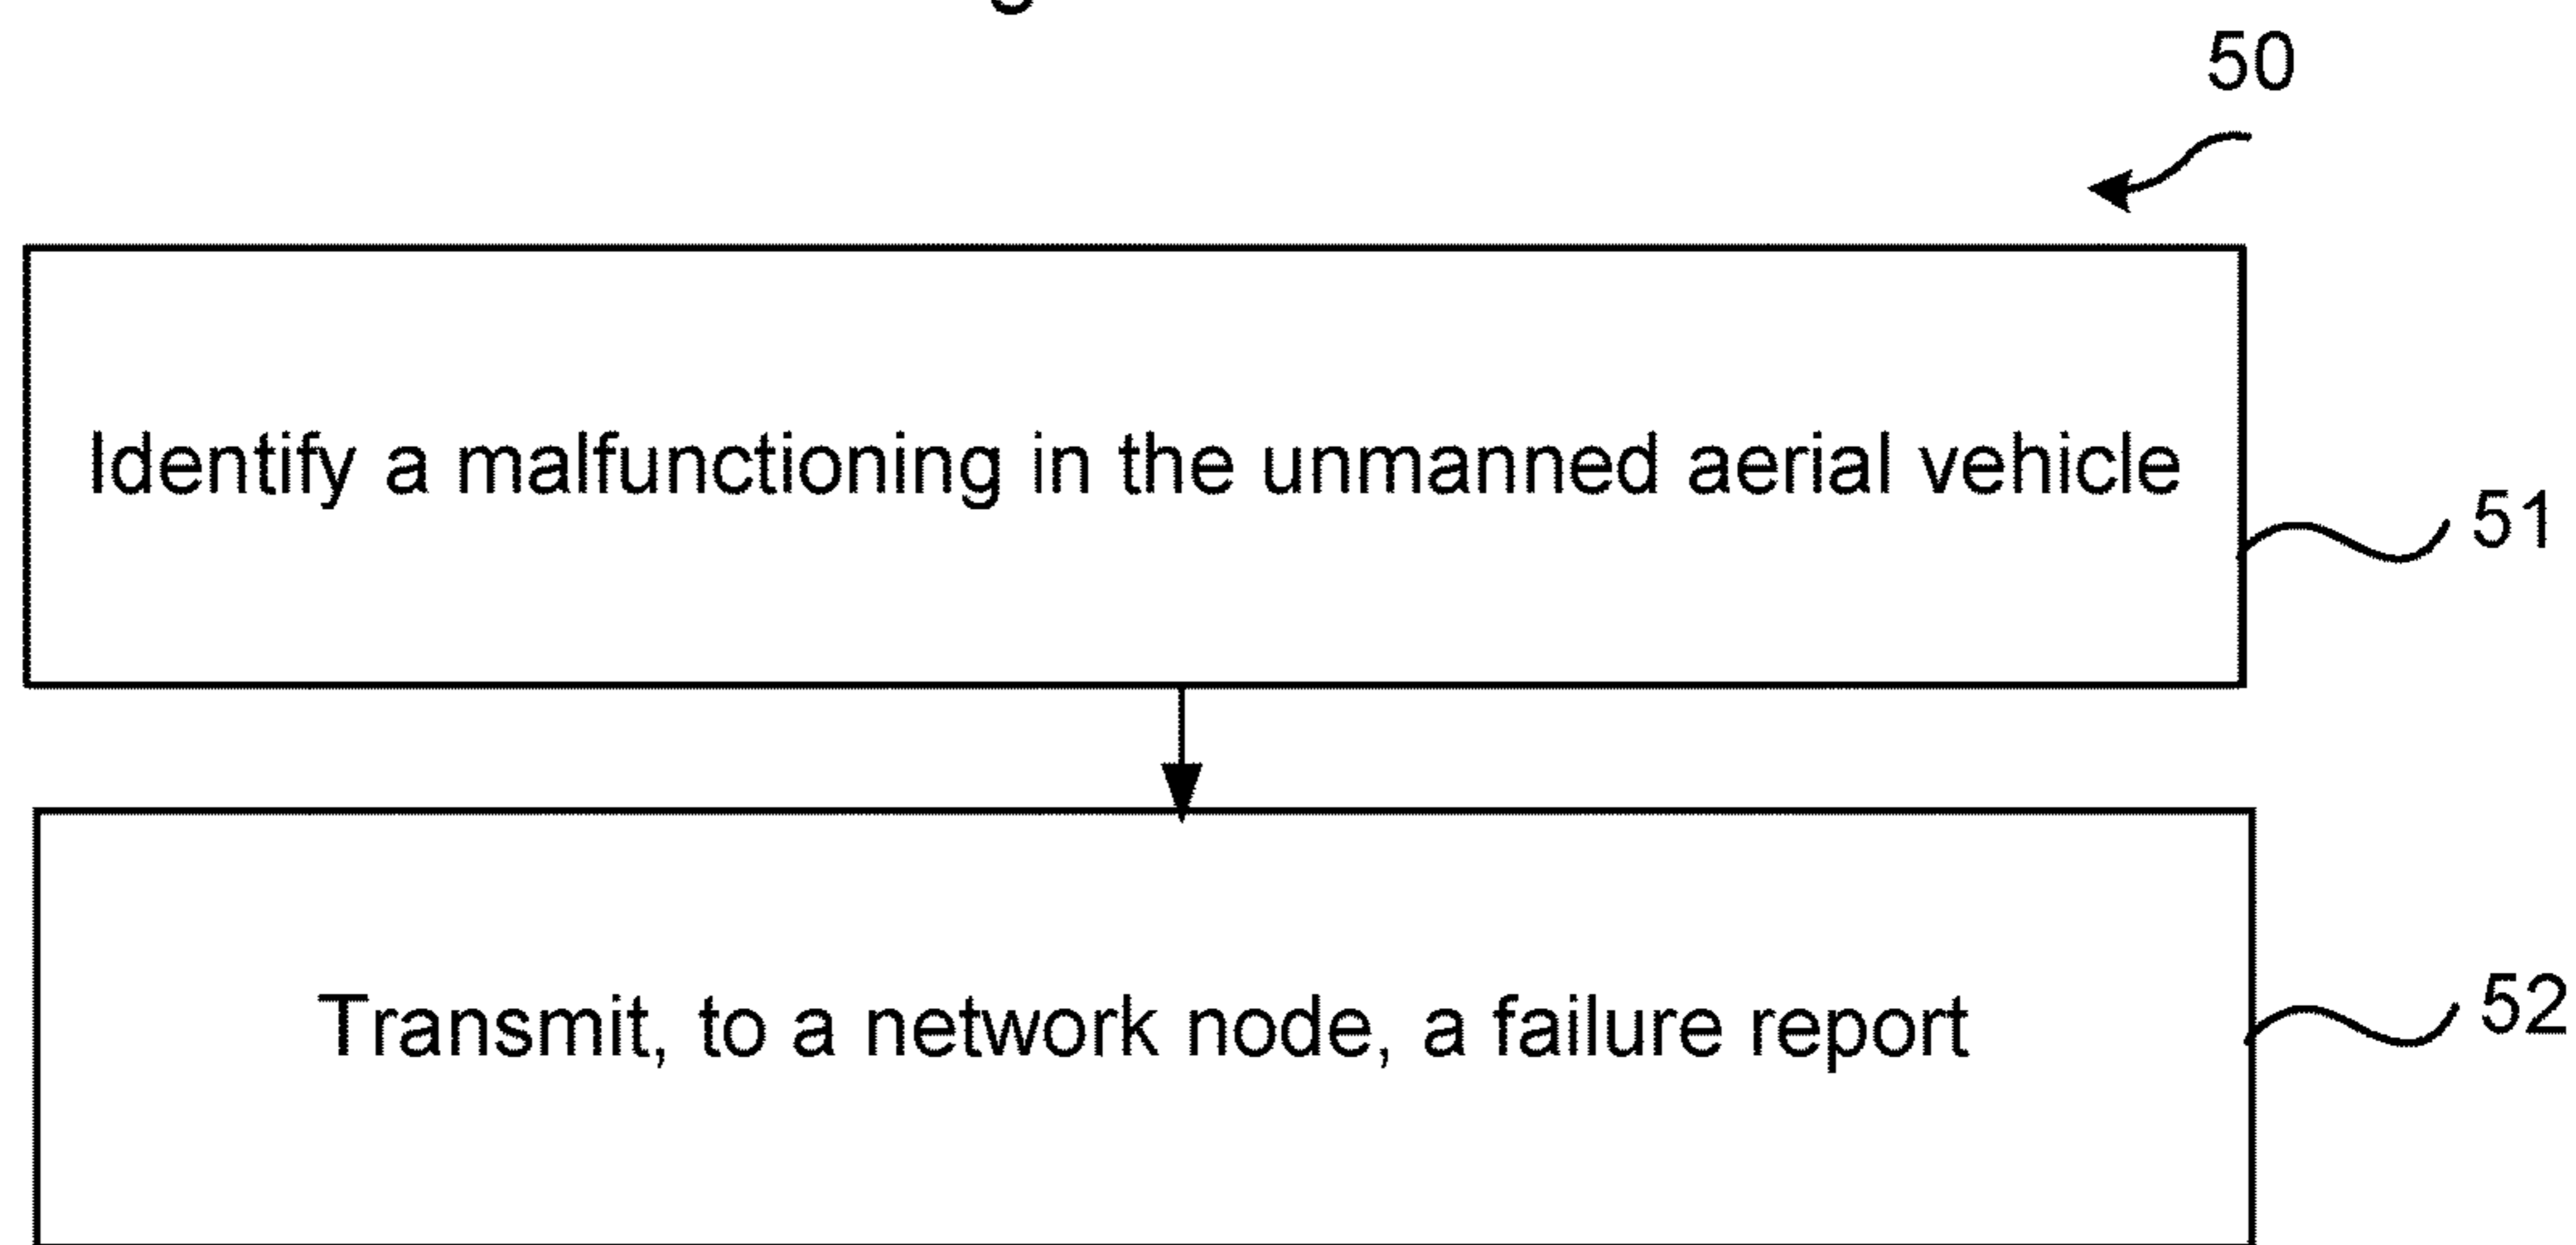 50
Identify a malfunctioning in the unmanned aerial vehicle
51
Transmit, to a network node, a failure report
52